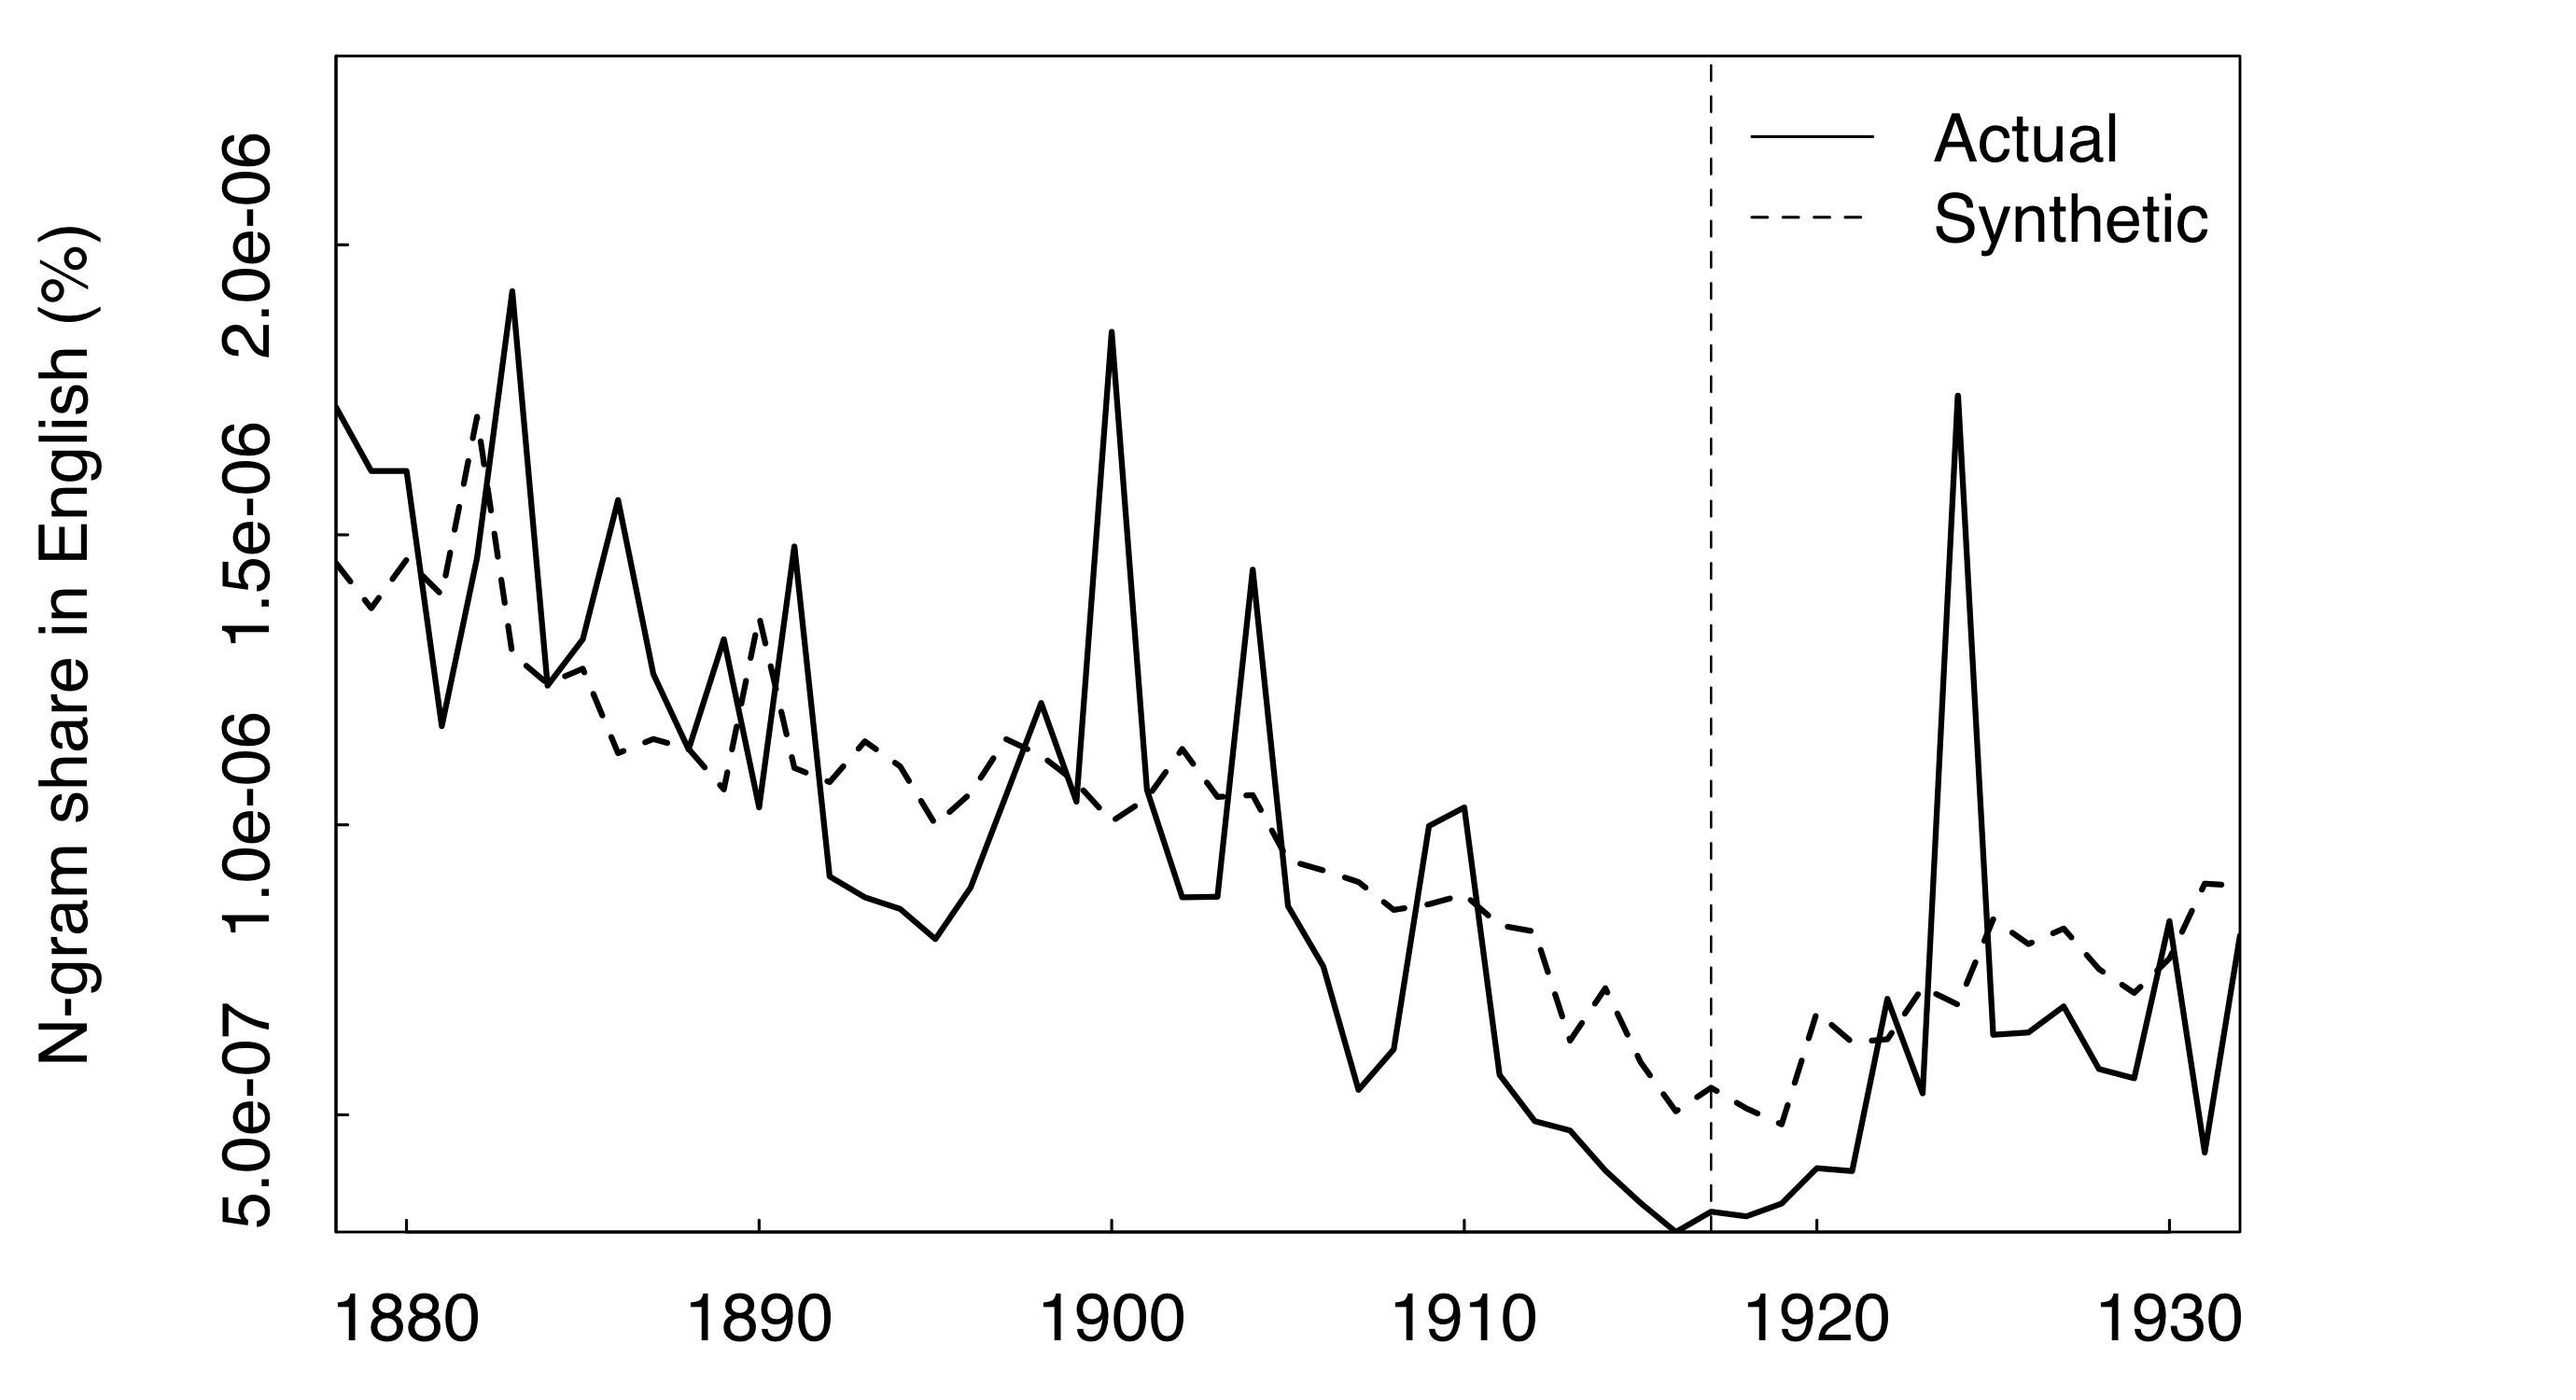 N-gram share in English (%)
2.0e-06
1.5e-06
1.0e-06
5.0e-07
Actual
Synthetic
1880 1890 1900 1910 1920 1930